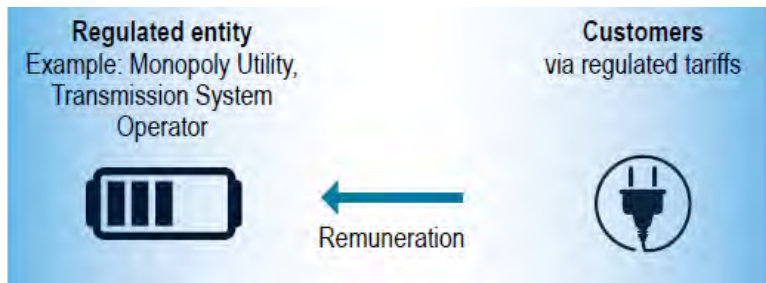 Regulated entity
Example: Monopoly Utility,
Transmission System
Operator
Customers
via regulated tariffs
Remuneration